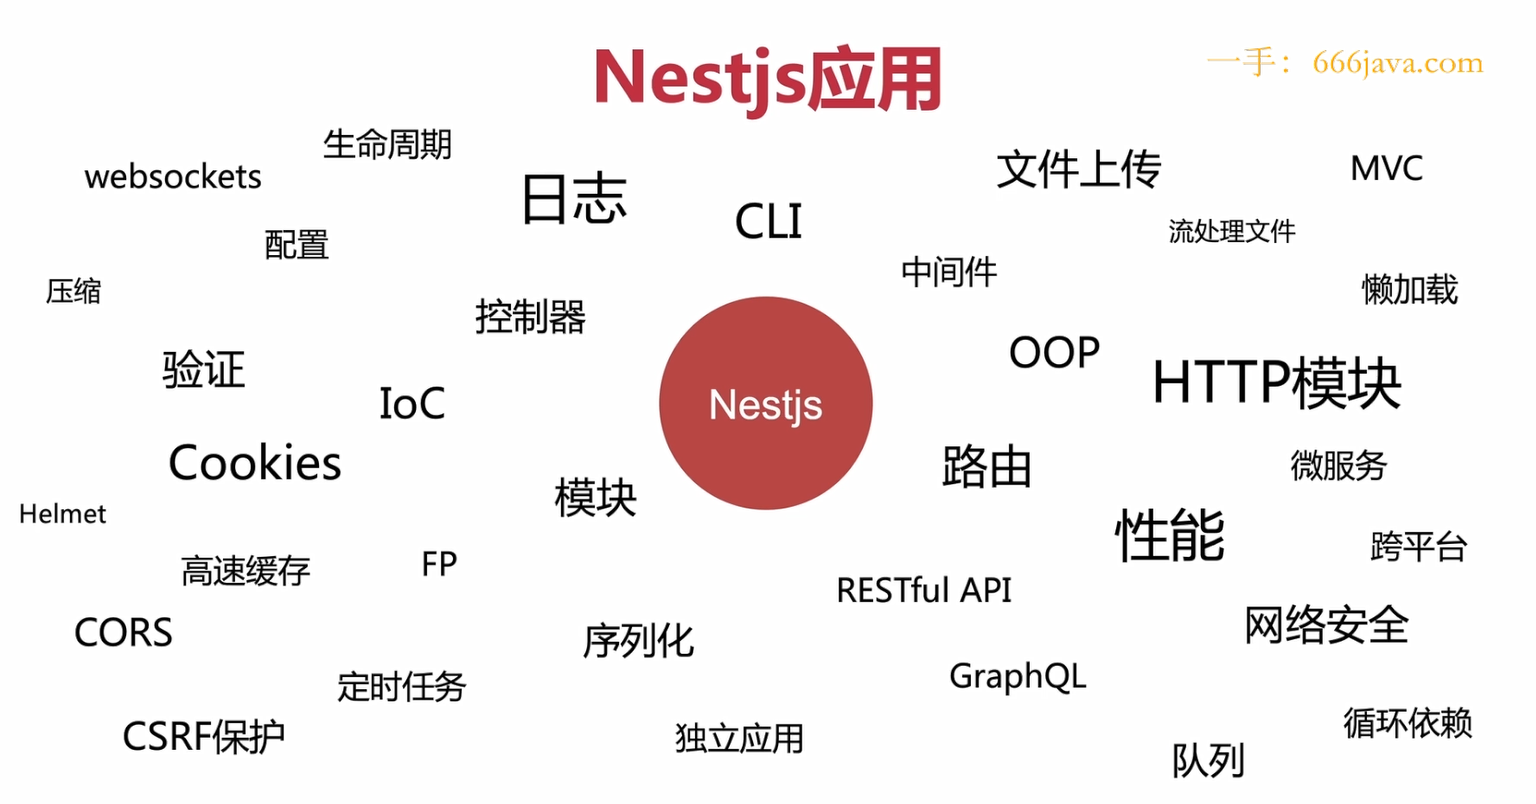 Nestjs应用
一手：666java.com
生命周期
websockets
日志
文件上传
MVC
CLI
流处理文件
配置
中间件
压缩
懒加载
控制器
验证
OOP
HTTP模块
IoC
Nestjs
Cookies
路由
微服务
模块
Helmet
性能
跨平台
高速缓存
FP
RESTful API
CORS
序列化
网络安全
定时任务
GraphQL
CSRF保护
独立应用
循环依赖
队列